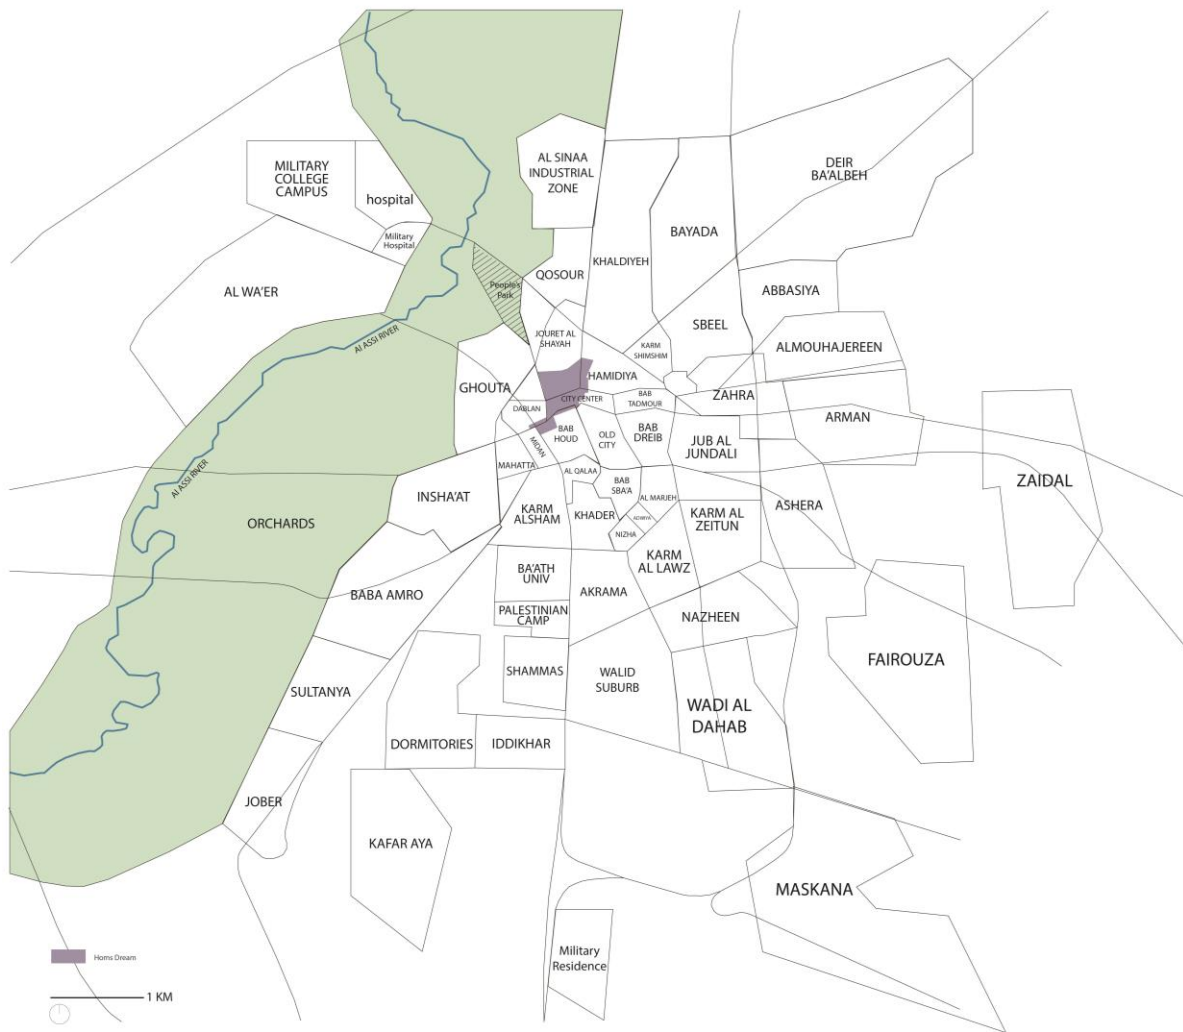 AL SINAA
INDUSTRIAL
ZONE
MILITARY
COLLEGE
CAMPUS
hospital
Military
Hospital
DEIR
BA'ALBEH
BAYADA
KHALDIYEH
QOSOUR
People's
Park
AL WA'ER
ABBASIYA
SBEEL
ALMOUHAJEREEN
Al ASSI RIVER
JOURET AL
SHAYAH
KARM
SHIMSHIM
GHOUTA
HAMIDIYA
CITY CENTER
BAB
TADMOUB
ZAHRA
DABLAN
ARMAN
BAB
HOUD
OLD
CITY
BAB
DREIB
JUB AL
JUNDALI
MIDAN
MAHATTA
AL QALAA
Al ASSI RIVER
ZAIDAL
INSHA'AT
BAB
SBA'A
AL MARJEH
ASHERA
KARM
ALSHAM
KHADER
KARM AL
ZEITUN
ORCHARDS
NIZHA
KARM
AL LAWZ
BA'ATH
UNIV
BABA AMRO
AKRAMA
PALESTINIAN
CAMP
NAZHEEN
FAIROUZA
SHAMMAS
WALID
SUBURB
SULTANYA
WADI AL
DAHAB
DORMITORIES
IDDIKHAR
JOBER
KAFAR AYA
MASKANA
Military
Residence
Homs Dream
1 KM